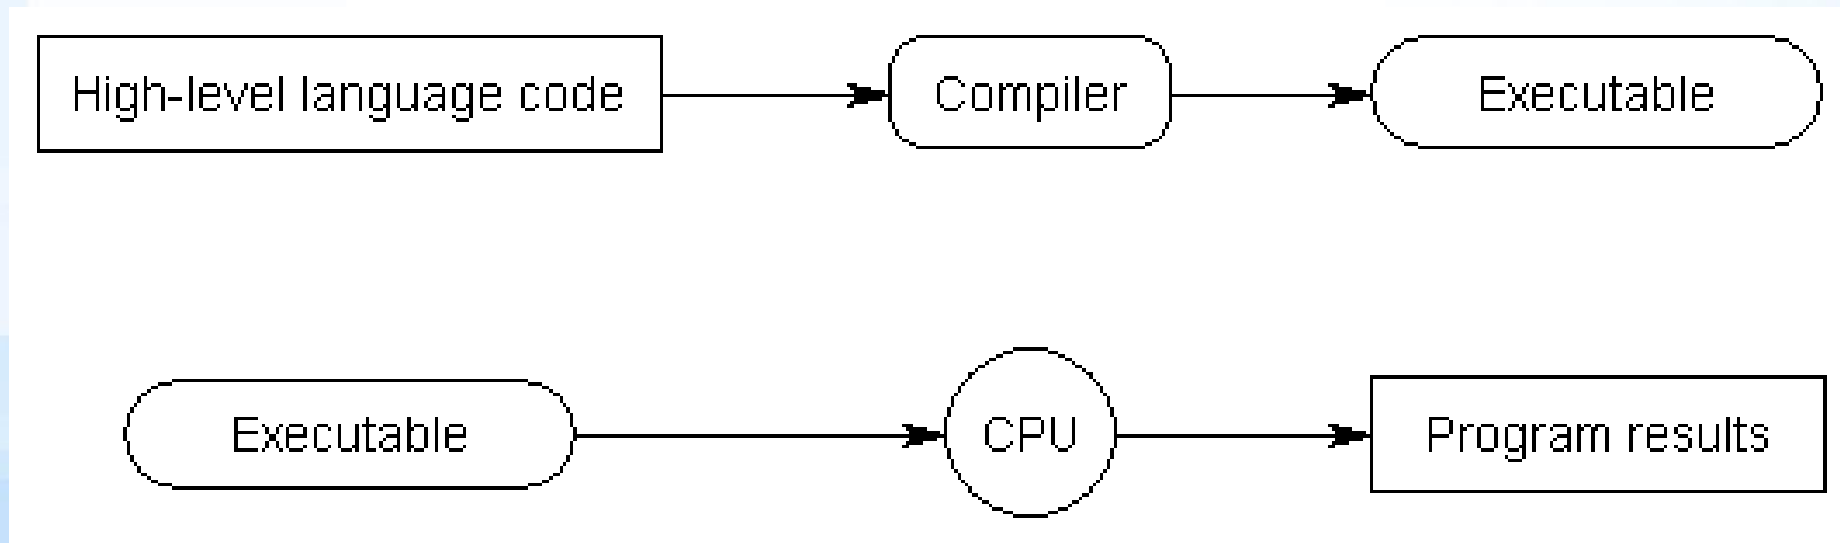 High-level language code
Compiler
Executable
Executable
CPU
Program results